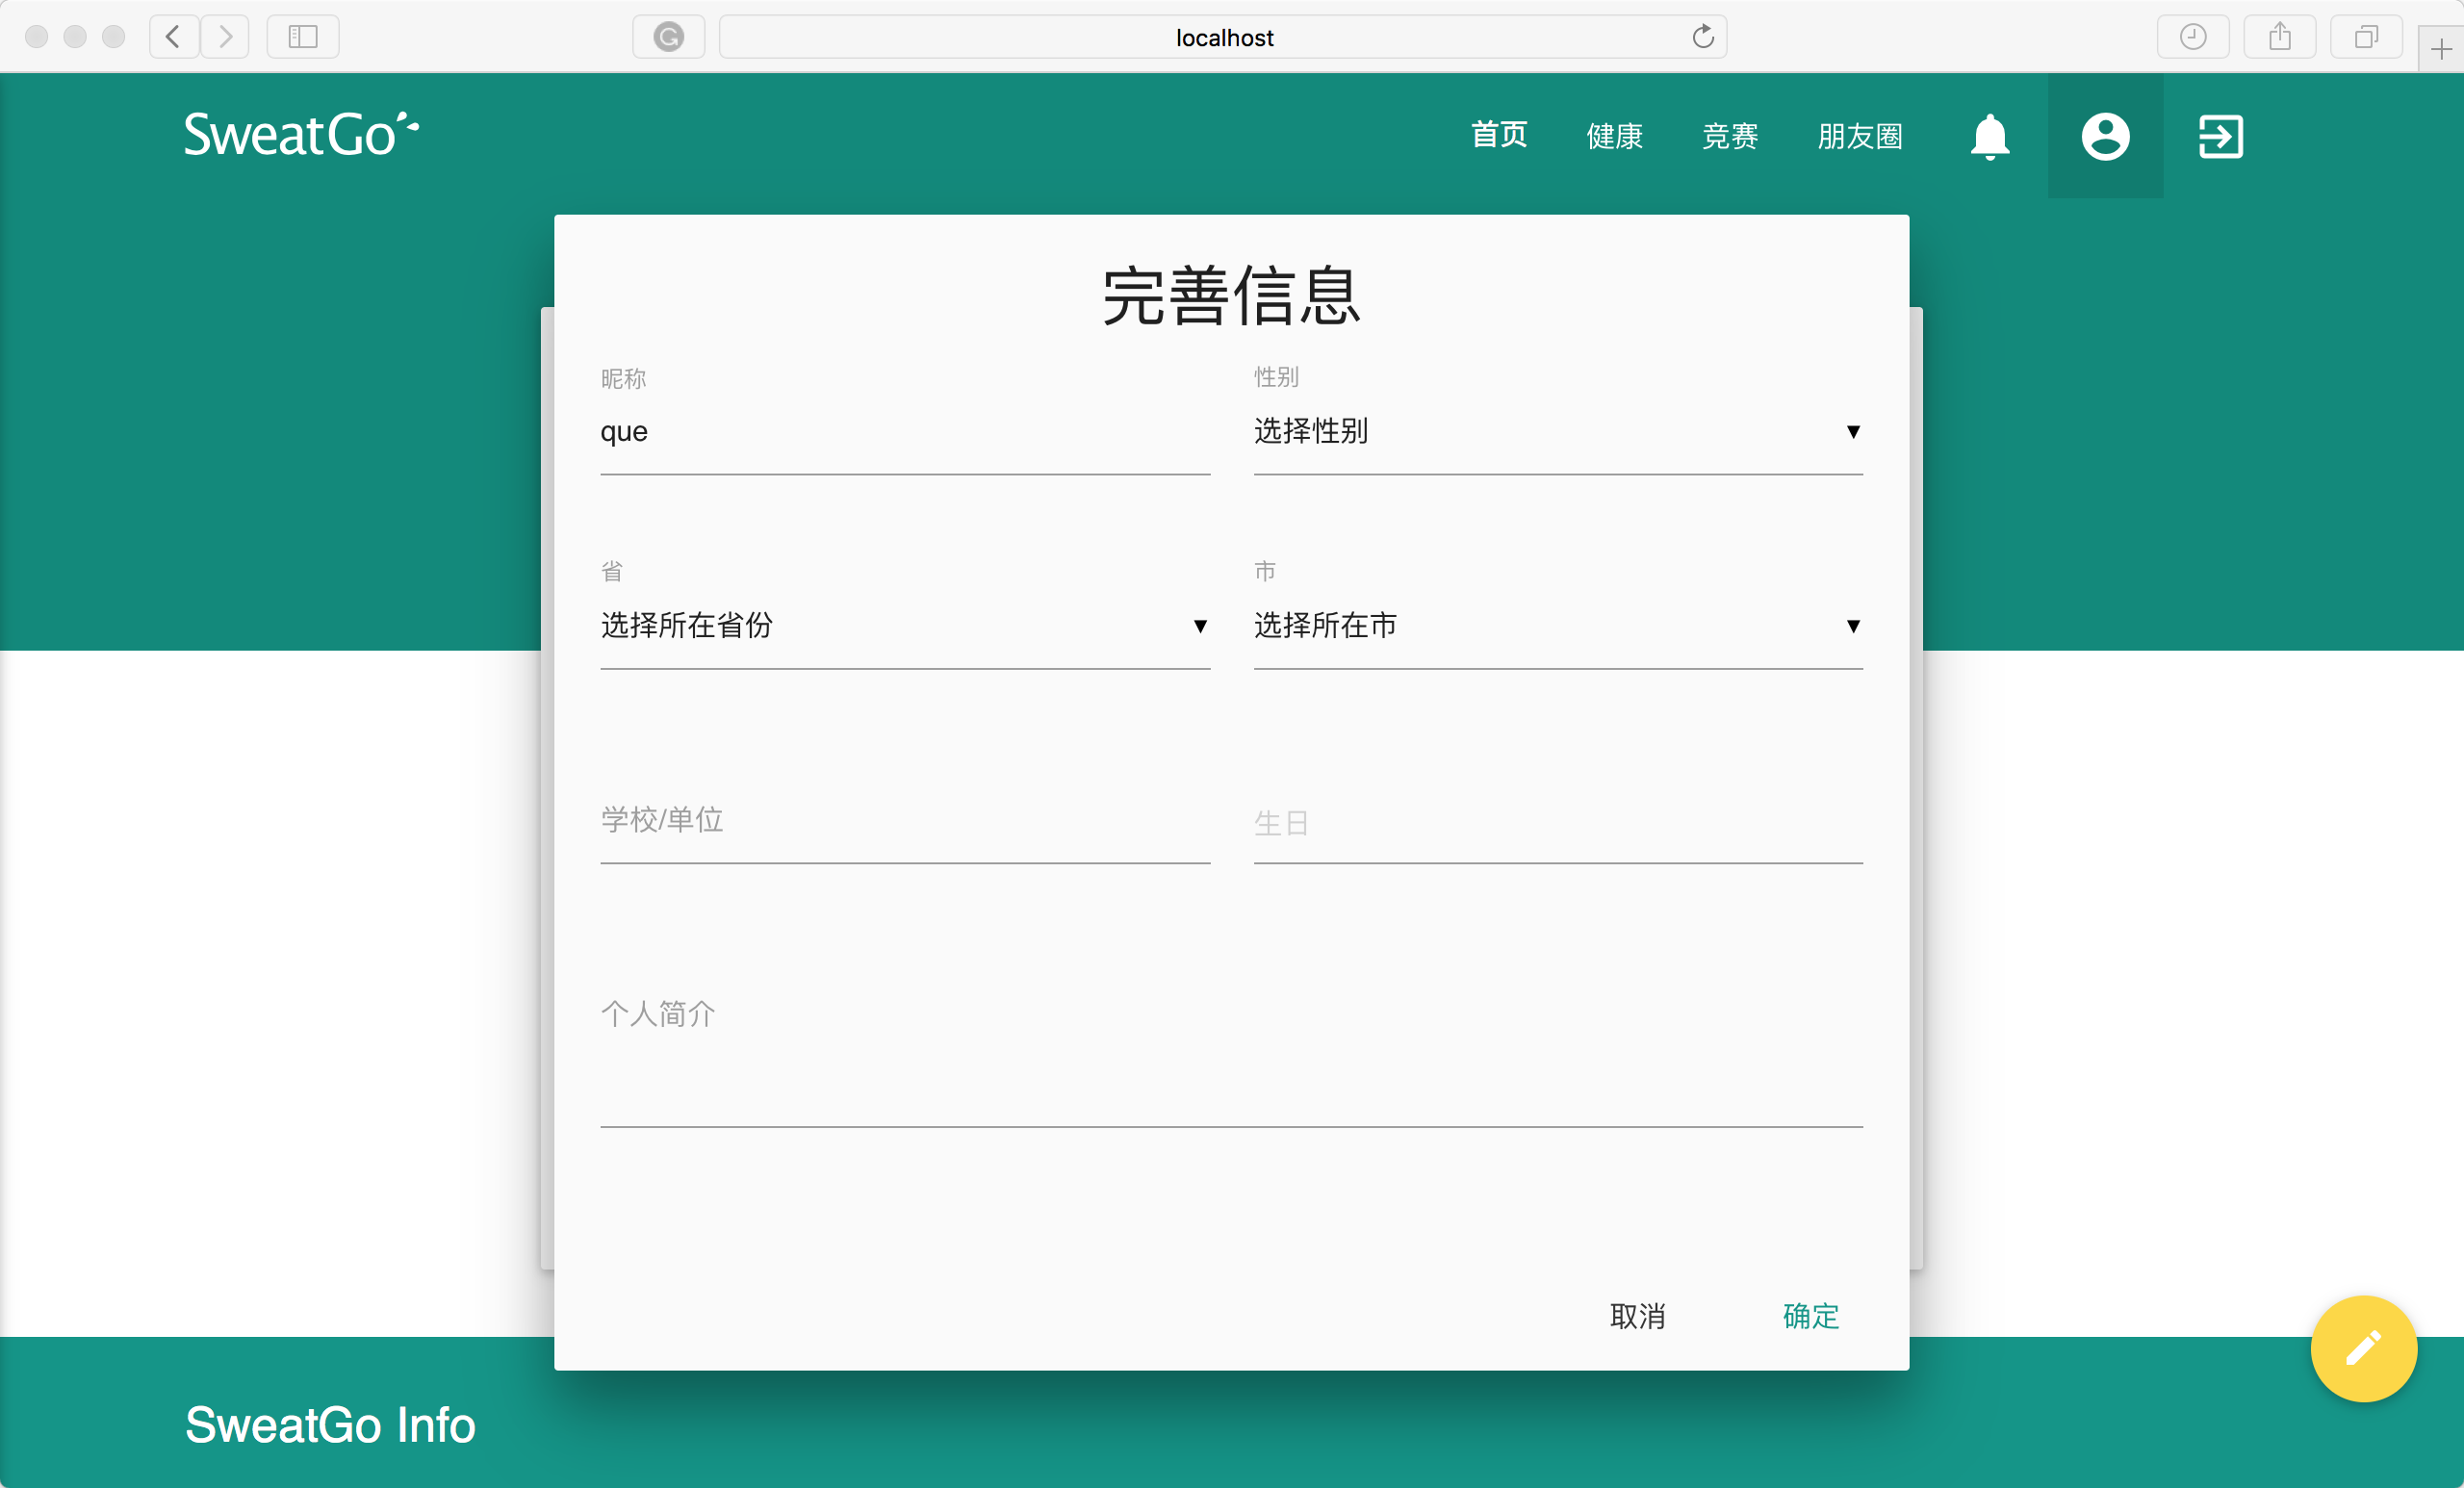 localhost
SweatGo
首页 健康 竞赛 朋友圈
完善信息
昵称 性别
que 选择性别
省 市
选择所在省份 选择所在市
学校/单位 生日
个人简介
取消 确定
SweatGo Info